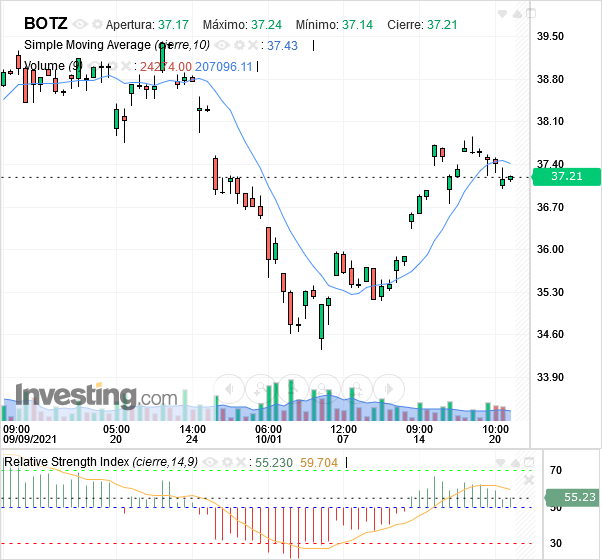 BOTZ Apertura: 37.17 Máximo: 37.24 Mínimo: 37.14 Cierre: 37.21
Simple Moving Average (cierre,10) : 37.43
Volume (9) : 24274.00 207096.11
39.50
38.80
38.10
37.40
37.21
36.70
36.00
35.30
34.60
33.90
Investing.com
09:00 05:00 14:00 06:00 12:00 09:00 10:00
09/09/2021 20 24 10/01 07 14 20
Relative Strength Index (cierre,14,9) : 55.230 59.704
70
55.23
50
30